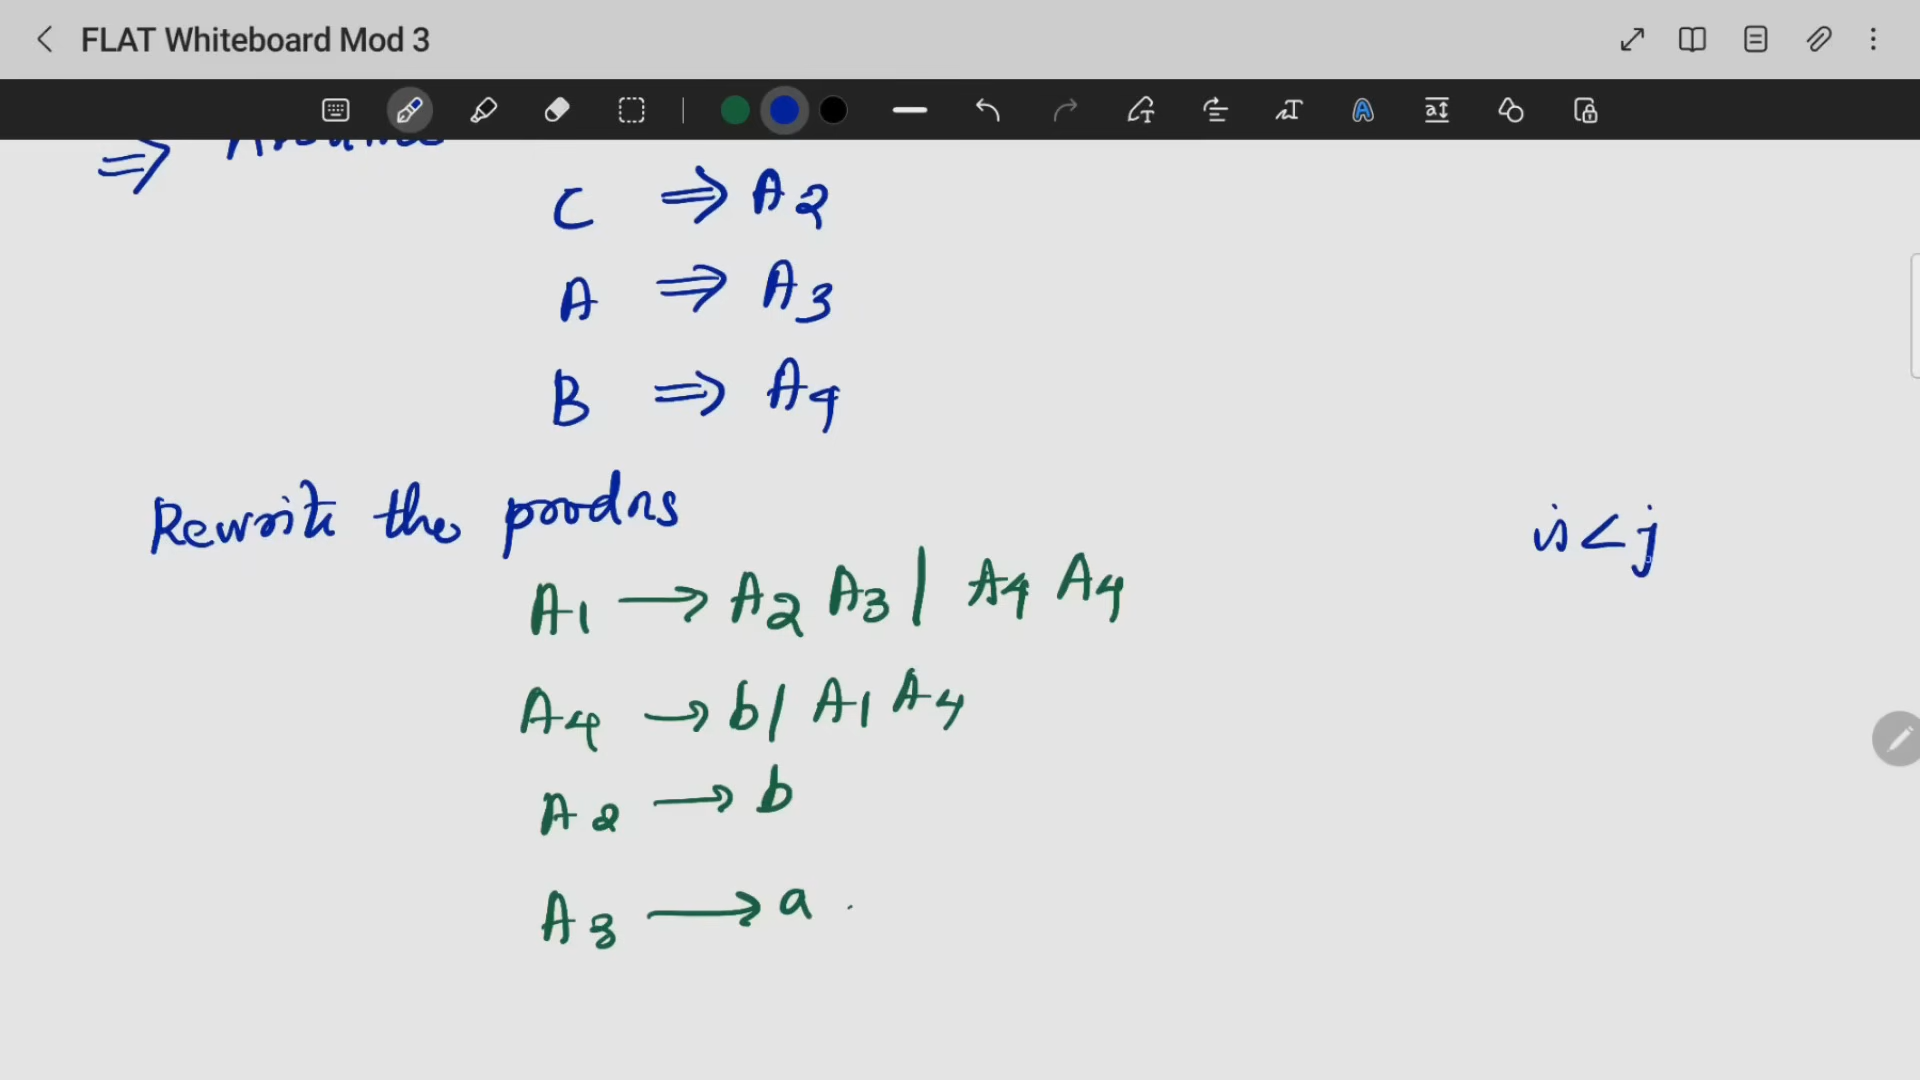 FLAT Whiteboard Mod 3
⇒
C ⇒ A2
A ⇒ A3
B ⇒ A4
Rewrite the prodns
i < j
A1 → A2 A3 | A4 A4
A4 → b | A1 A4
A2 → b
A3 → a